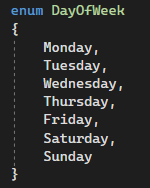 enum DayOfWeek
{
    Monday,
    Tuesday,
    Wednesday,
    Thursday,
    Friday,
    Saturday,
    Sunday
}